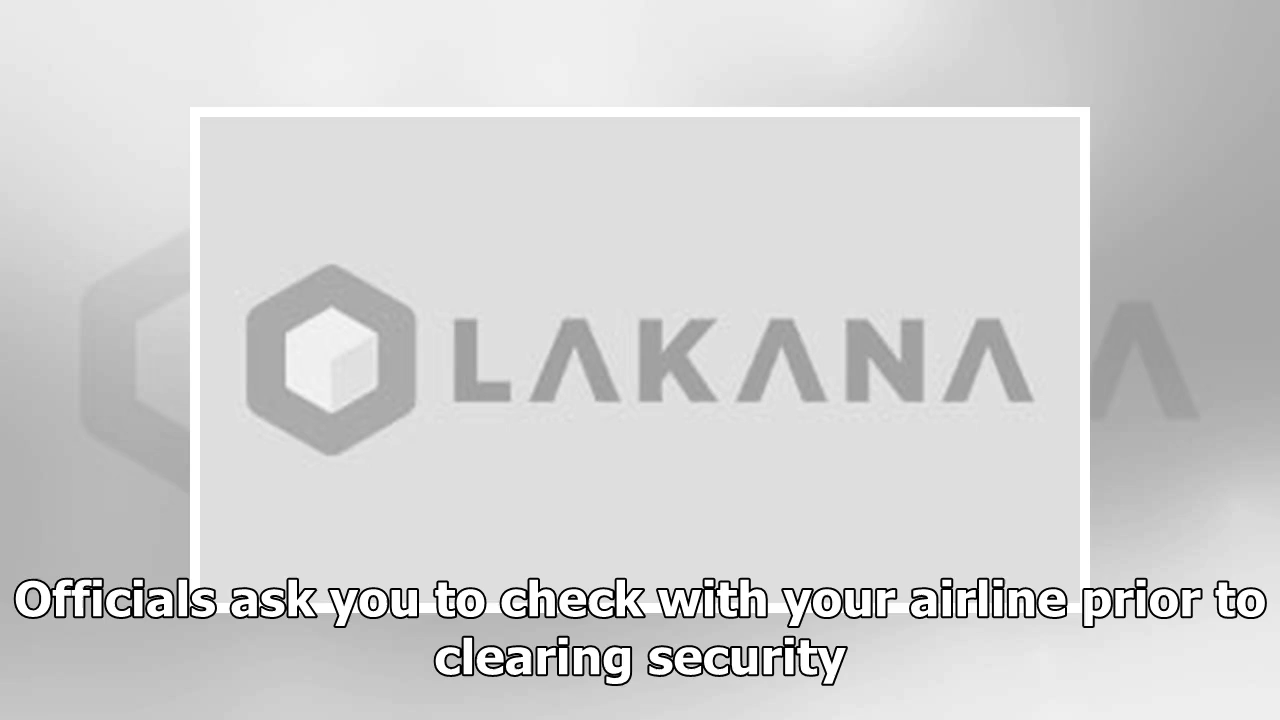 LAKANA
Officials ask you to check with your airline prior to
clearing security